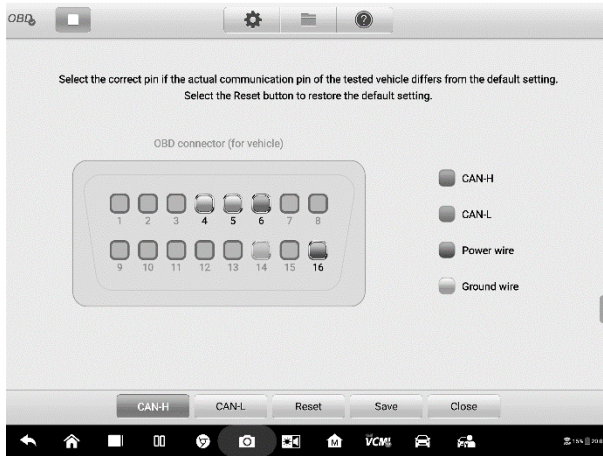 OBD
Select the correct pin if the actual communication pin of the tested vehicle differs from the default setting.
Select the Reset button to restore the default setting.
OBD connector (for vehicle)
1 2 3 4 5 6 7 8
9 10 11 12 13 14 15 16
CAN-H
CAN-L
Power wire
Ground wire
CAN-H CAN-L Reset Save Close
M VCMI
15%